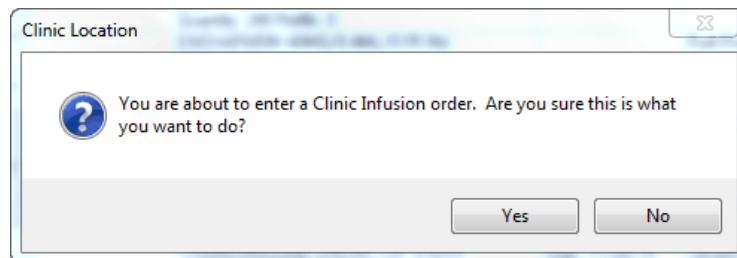 Clinic Location
You are about to enter a Clinic Infusion order.  Are you sure this is what
you want to do?
Yes
No